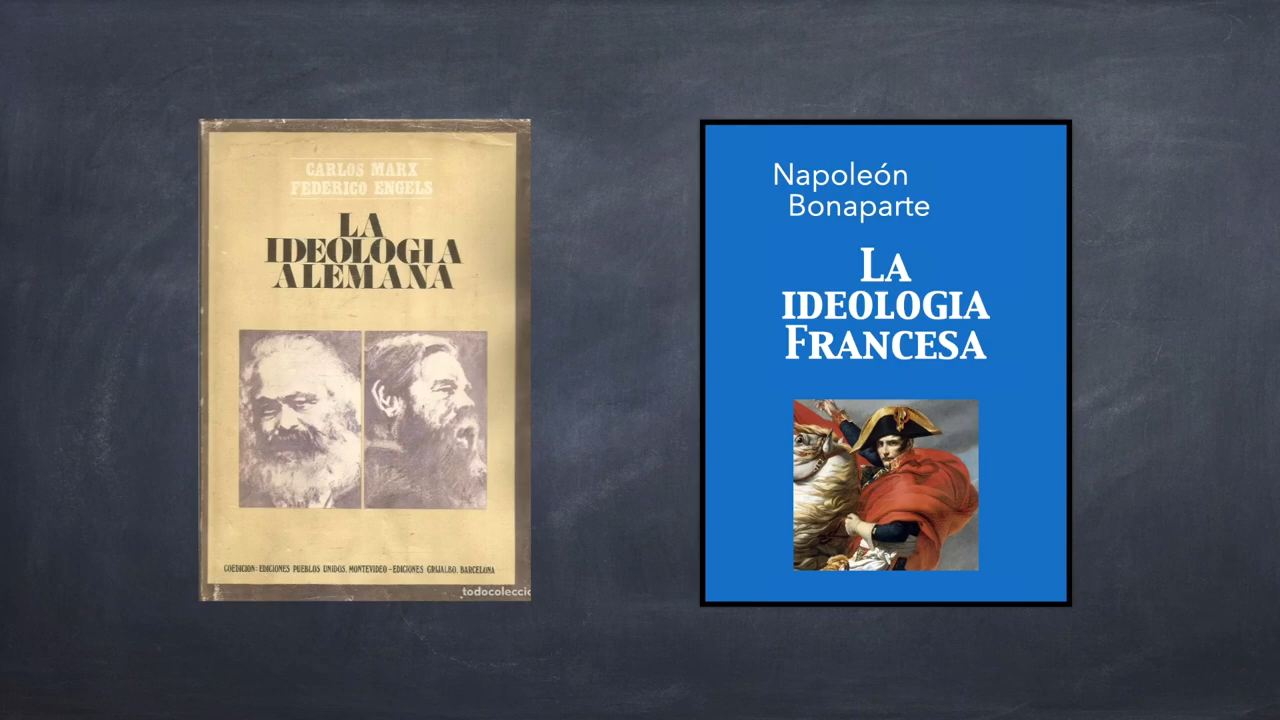 CARLOS MARX
FEDERICO ENGELS
LA
IDEOLOGIA
ALEMANA
COEDICION: EDICIONES PUEBLOS UNIDOS, MONTEVIDEO - EDICIONES GRIJALBO, BARCELONA
todocoleccio
Napoleón
Bonaparte
LA
IDEOLOGIA
FRANCESA